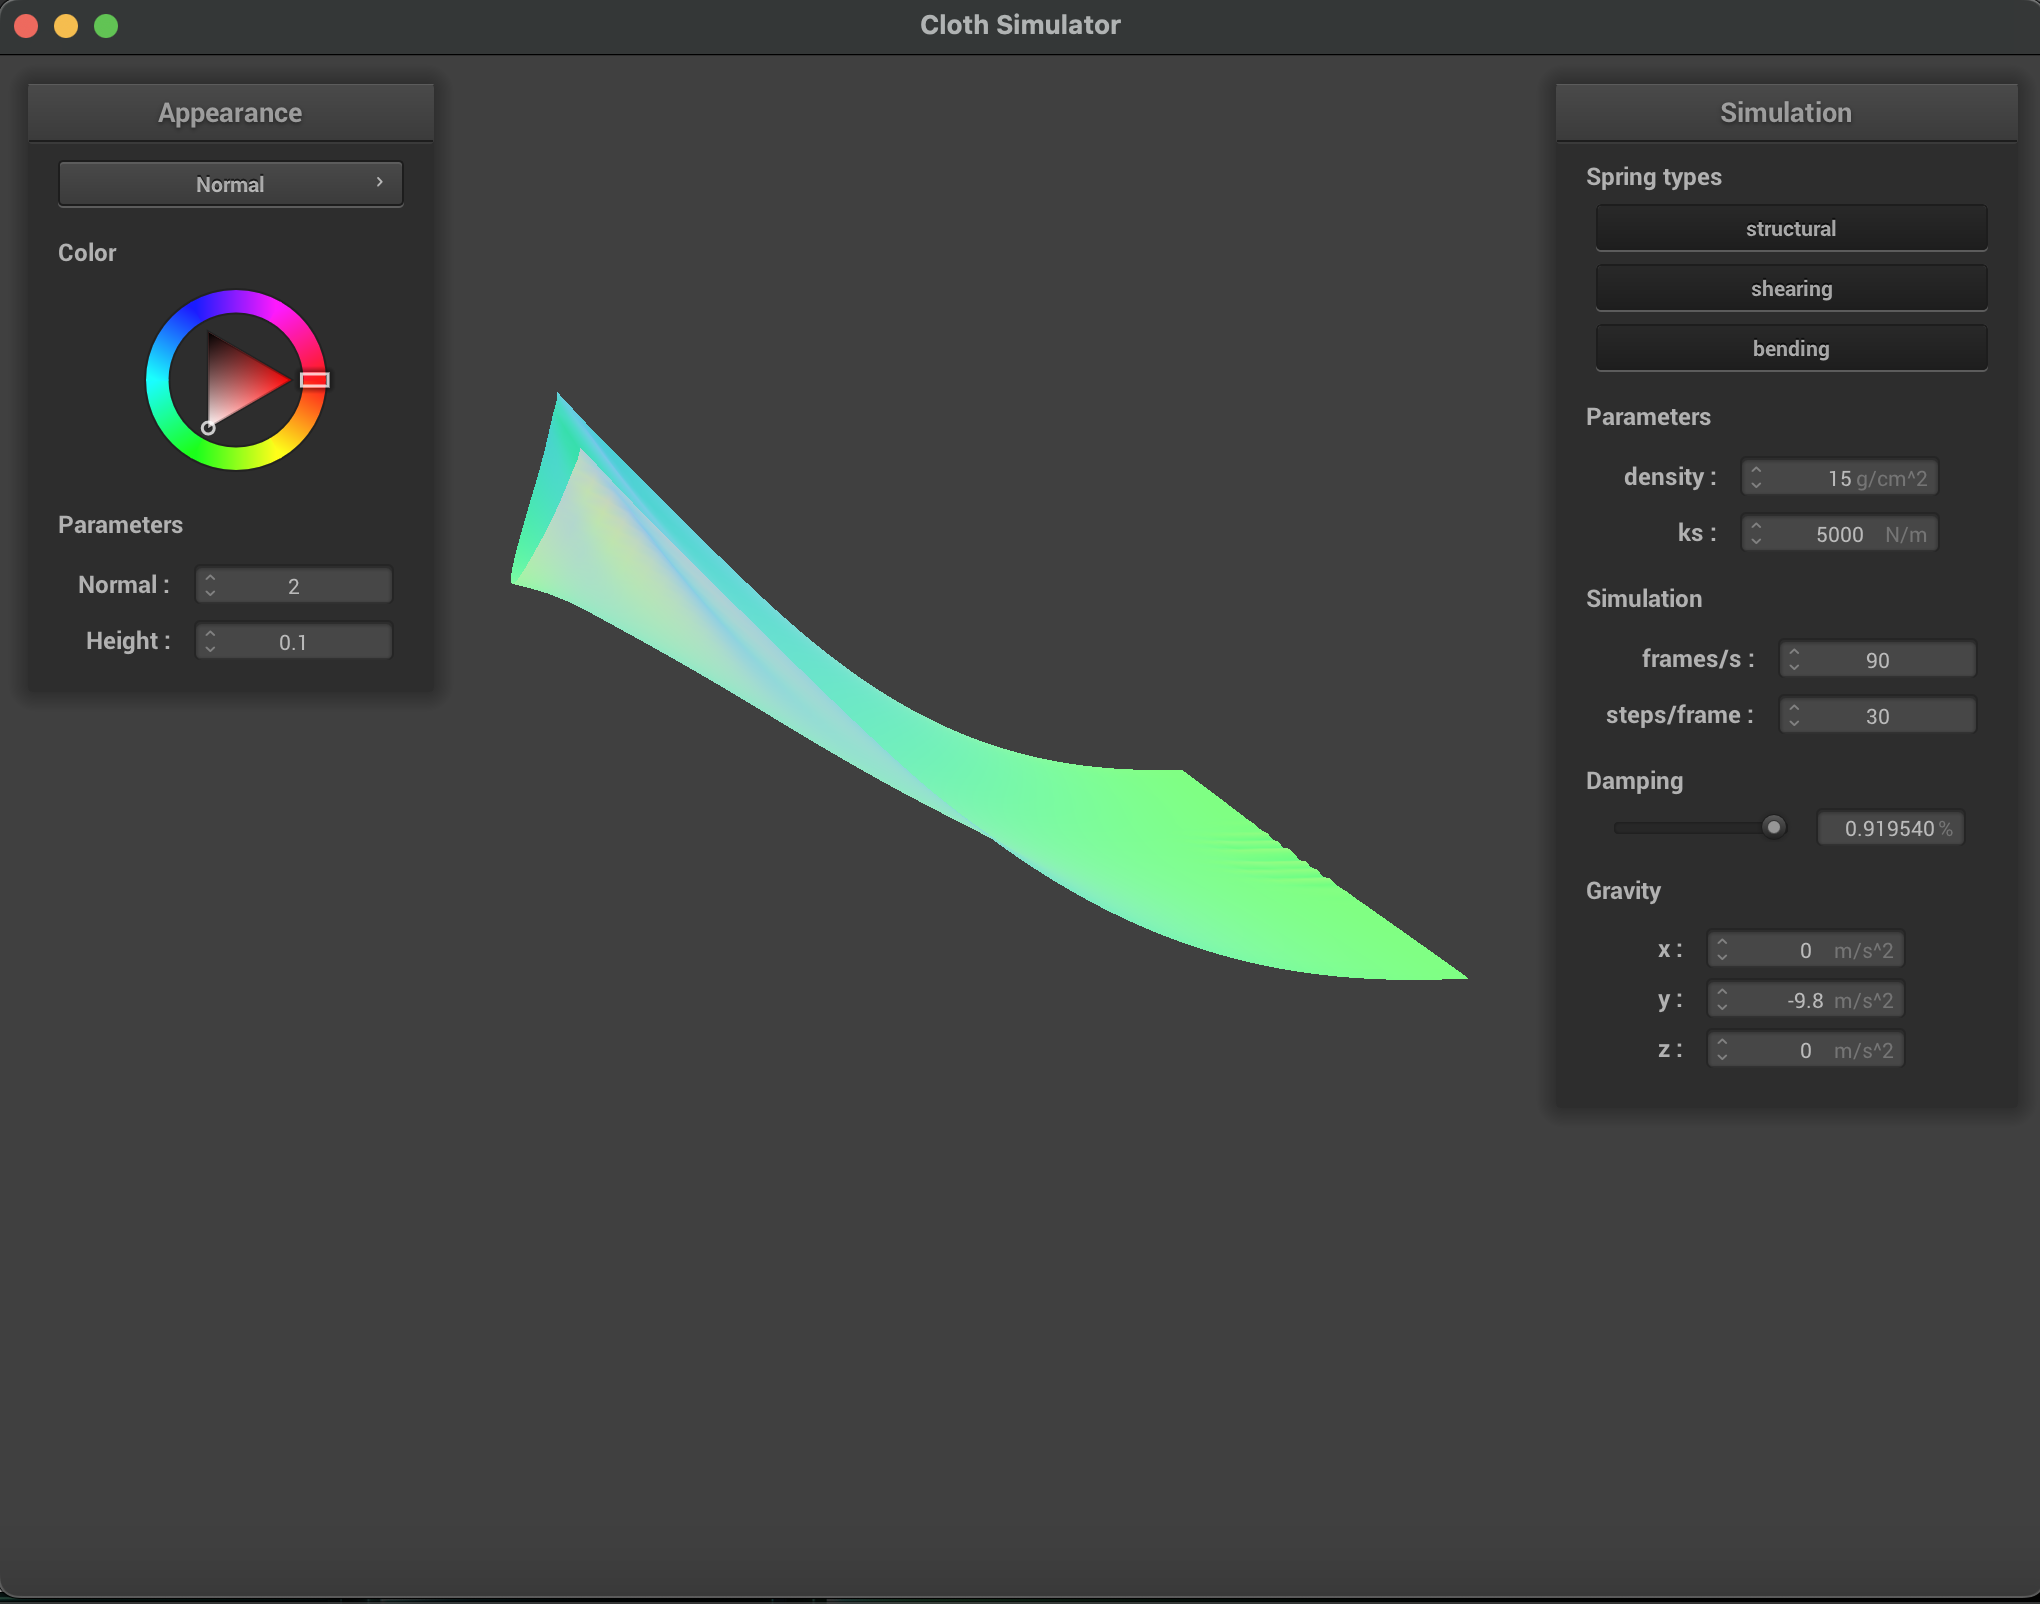 Cloth Simulator
Appearance
Normal
Color
Parameters
Normal : 2
Height : 0.1
Simulation
Spring types
structural
shearing
bending
Parameters
density : 15 g/cm^2
ks : 5000 N/m
Simulation
frames/s : 90
steps/frame : 30
Damping
0.919540 %
Gravity
x : 0 m/s^2
y : -9.8 m/s^2
z : 0 m/s^2